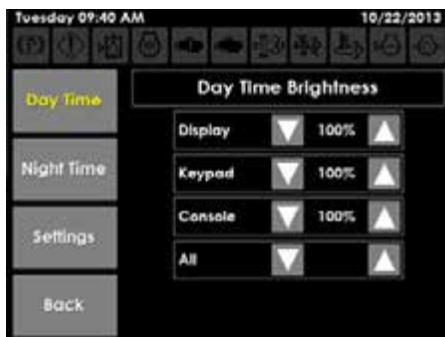 Tuesday 09:40 AM 10/22/2013
Day Time
Day Time Brightness
Display 100%
Night Time
Keypad 100%
Console 100%
Settings
All
Back